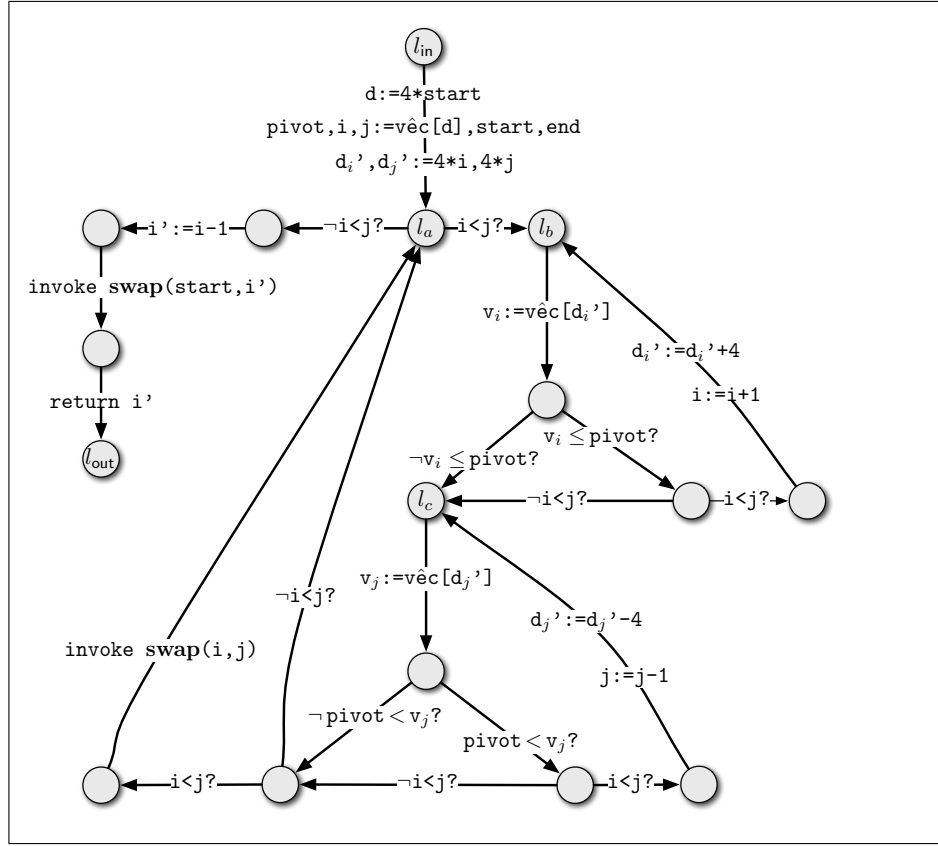 l_in
d:=4*start
pivot,i,j:=vêc[d],start,end
d_i',d_j':=4*i,4*j
i':=i-1
¬i<j?
l_a
i<j?
l_b
invoke swap(start,i')
v_i:=vêc[d_i']
d_i':=d_i'+4
i:=i+1
return i'
v_i ≤pivot?
¬v_i ≤pivot?
l_out
l_c
¬i<j?
i<j?
v_j:=vêc[d_j']
¬i<j?
d_j':=d_j'−4
invoke swap(i,j)
j:=j-1
¬pivot<v_j?
pivot<v_j?
i<j?
¬i<j?
i<j?